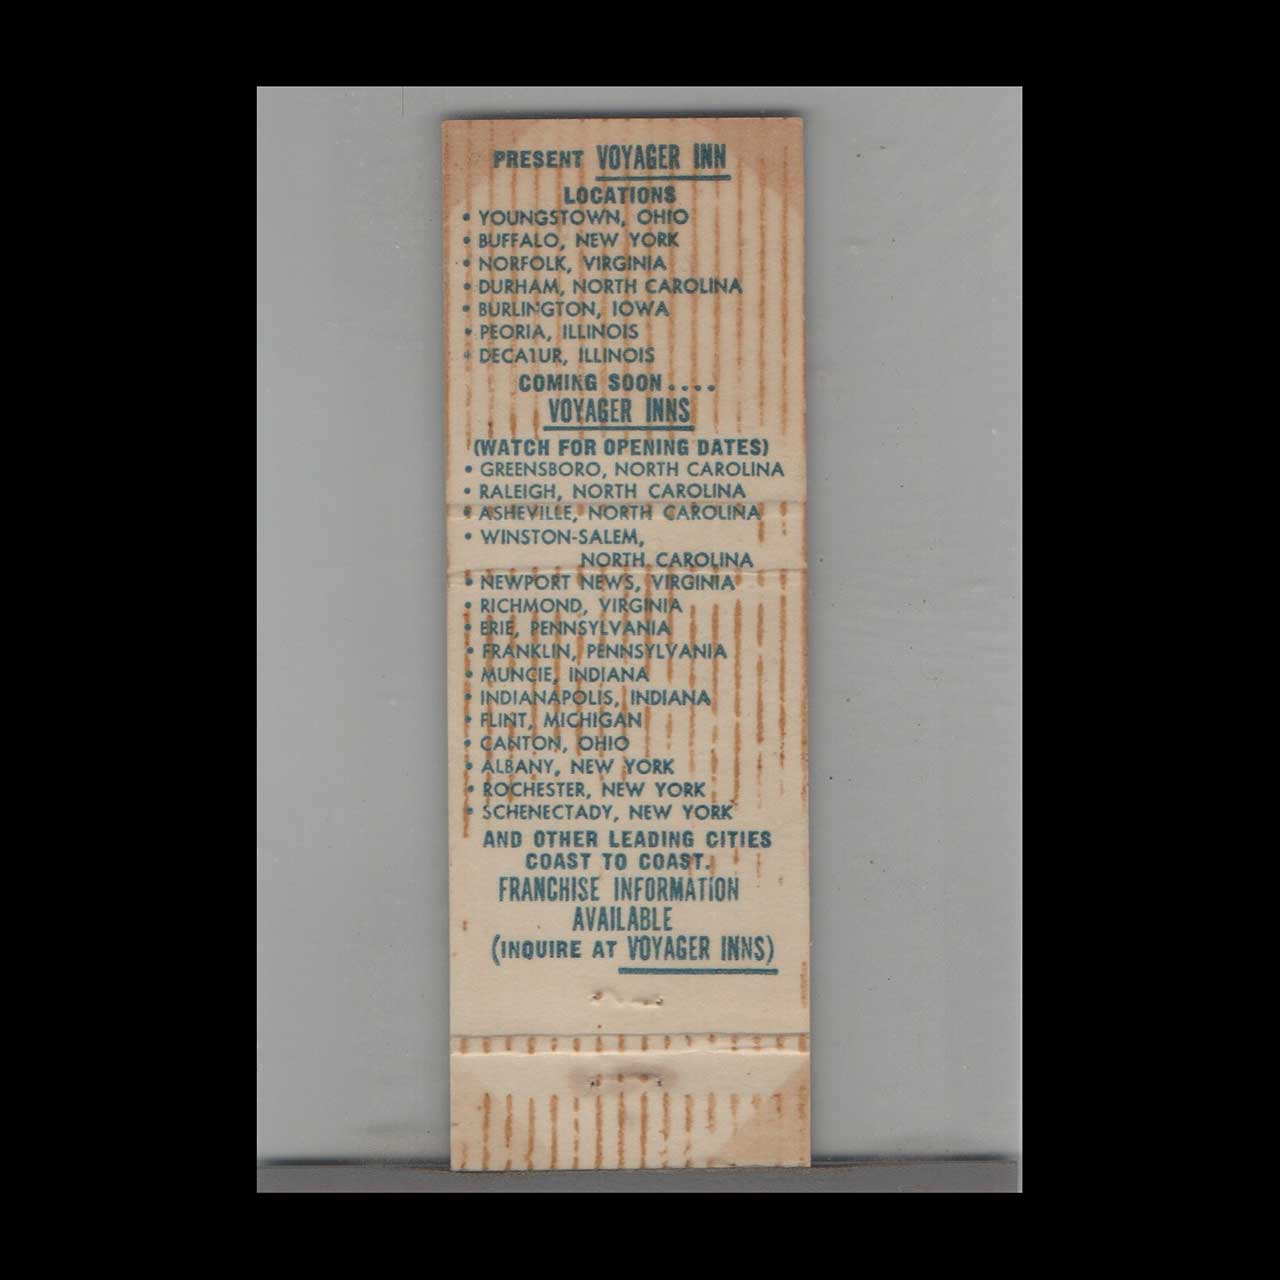 PRESENT VOYAGER INN
LOCATIONS
• YOUNGSTOWN, OHIO
• BUFFALO, NEW YORK
• NORFOLK, VIRGINIA
• DURHAM, NORTH CAROLINA
• BURLINGTON, IOWA
• PEORIA, ILLINOIS
• DECATUR, ILLINOIS
COMING SOON....
VOYAGER INNS
(WATCH FOR OPENING DATES)
• GREENSBORO, NORTH CAROLINA
• RALEIGH, NORTH CAROLINA
• ASHEVILLE, NORTH CAROLINA
• WINSTON-SALEM,
NORTH CAROLINA
• NEWPORT NEWS, VIRGINIA
• RICHMOND, VIRGINIA
• ERIE, PENNSYLVANIA
• FRANKLIN, PENNSYLVANIA
• MUNCIE, INDIANA
• INDIANAPOLIS, INDIANA
• FLINT, MICHIGAN
• CANTON, OHIO
• ALBANY, NEW YORK
• ROCHESTER, NEW YORK
• SCHENECTADY, NEW YORK
AND OTHER LEADING CITIES
COAST TO COAST.
FRANCHISE INFORMATION
AVAILABLE
(INQUIRE AT VOYAGER INNS)